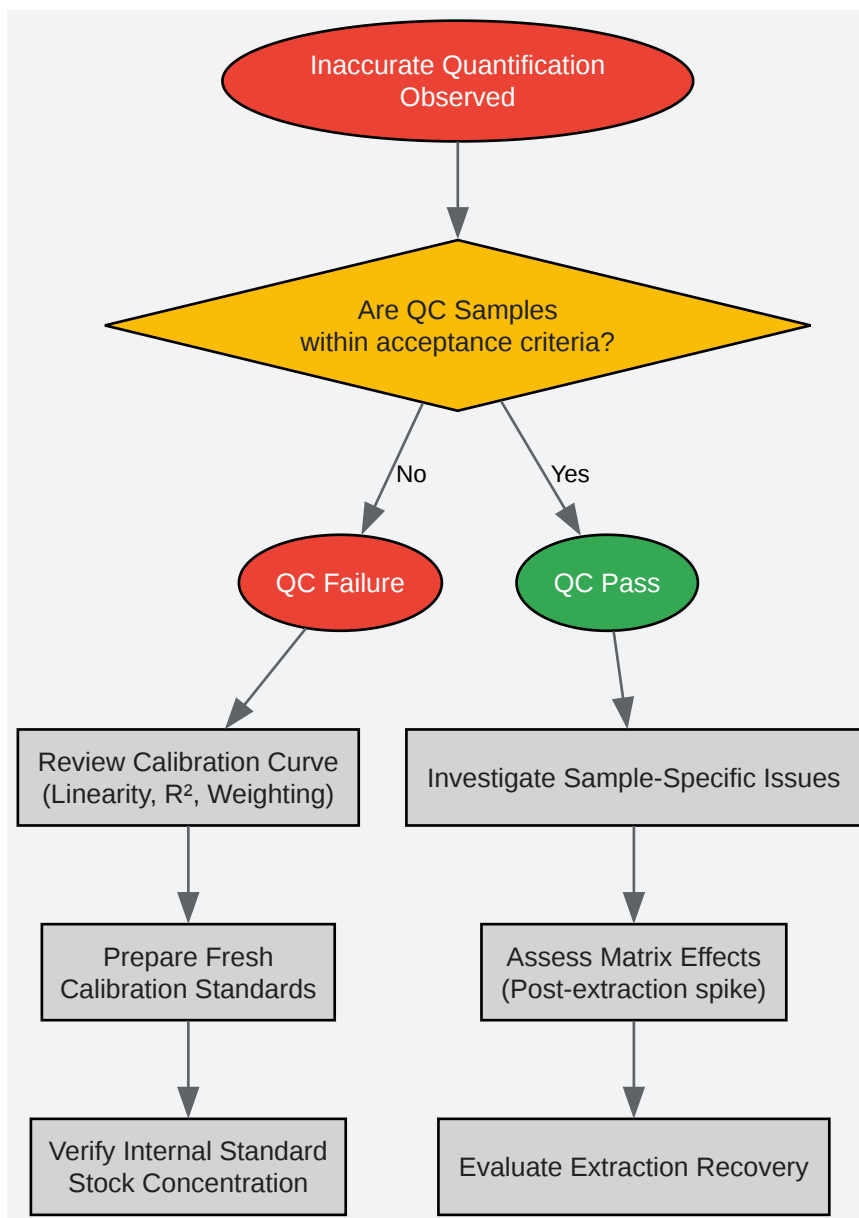 Inaccurate Quantification
Observed
Are QC Samples
within acceptance criteria?
No
Yes
QC Failure
QC Pass
Review Calibration Curve
(Linearity, R², Weighting)
Investigate Sample-Specific Issues
Prepare Fresh
Calibration Standards
Assess Matrix Effects
(Post-extraction spike)
Verify Internal Standard
Stock Concentration
Evaluate Extraction Recovery